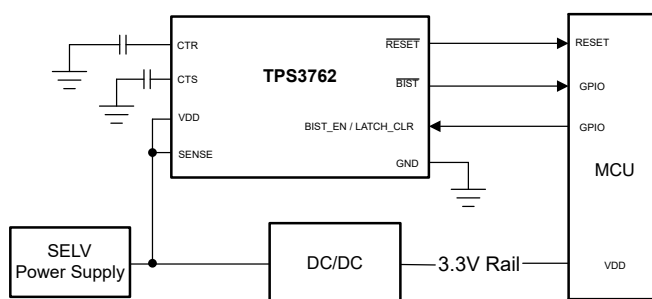 CTR
CTS
VDD
SENSE
TPS3762
RESET
BIST
BIST_EN / LATCH_CLR
GND
RESET
GPIO
GPIO
MCU
VDD
SELV
Power Supply
DC/DC
3.3V Rail